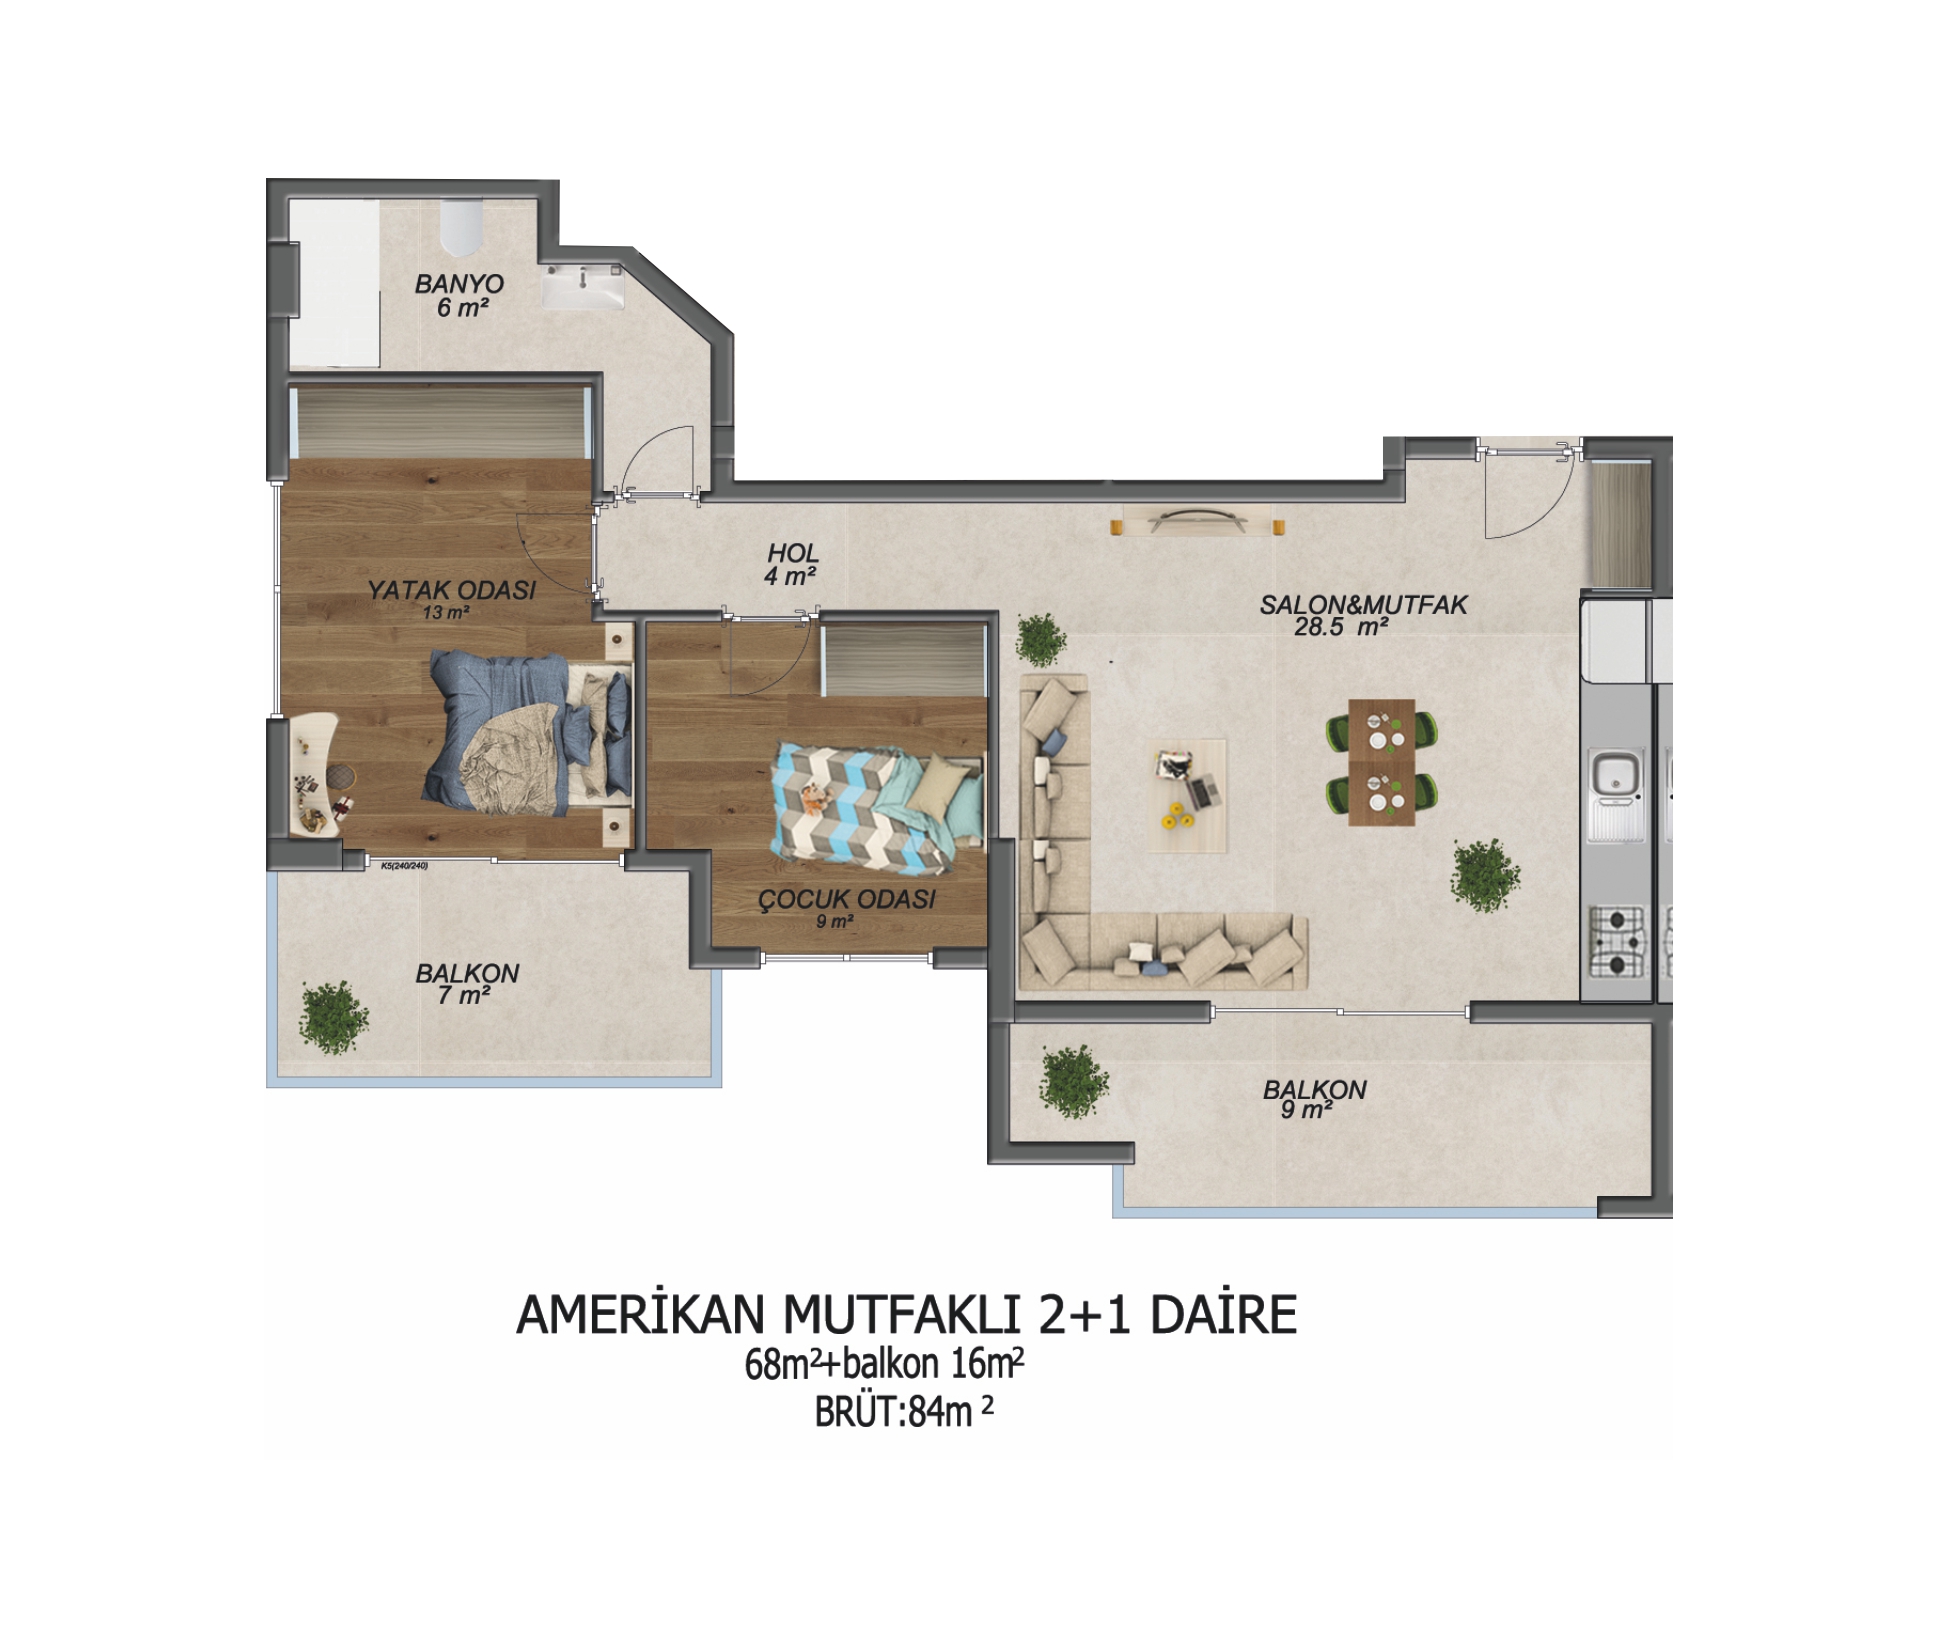 BANYO
6 m²
YATAK ODASI
13 m²
HOL
4 m²
SALON&MUTFAK
28.5 m²
K5(240/240)
ÇOCUK ODASI
9 m²
BALKON
7 m²
BALKON
9 m²
AMERİKAN MUTFAKLI 2+1 DAİRE
68m²+balkon 16m²
BRÜT:84m ²